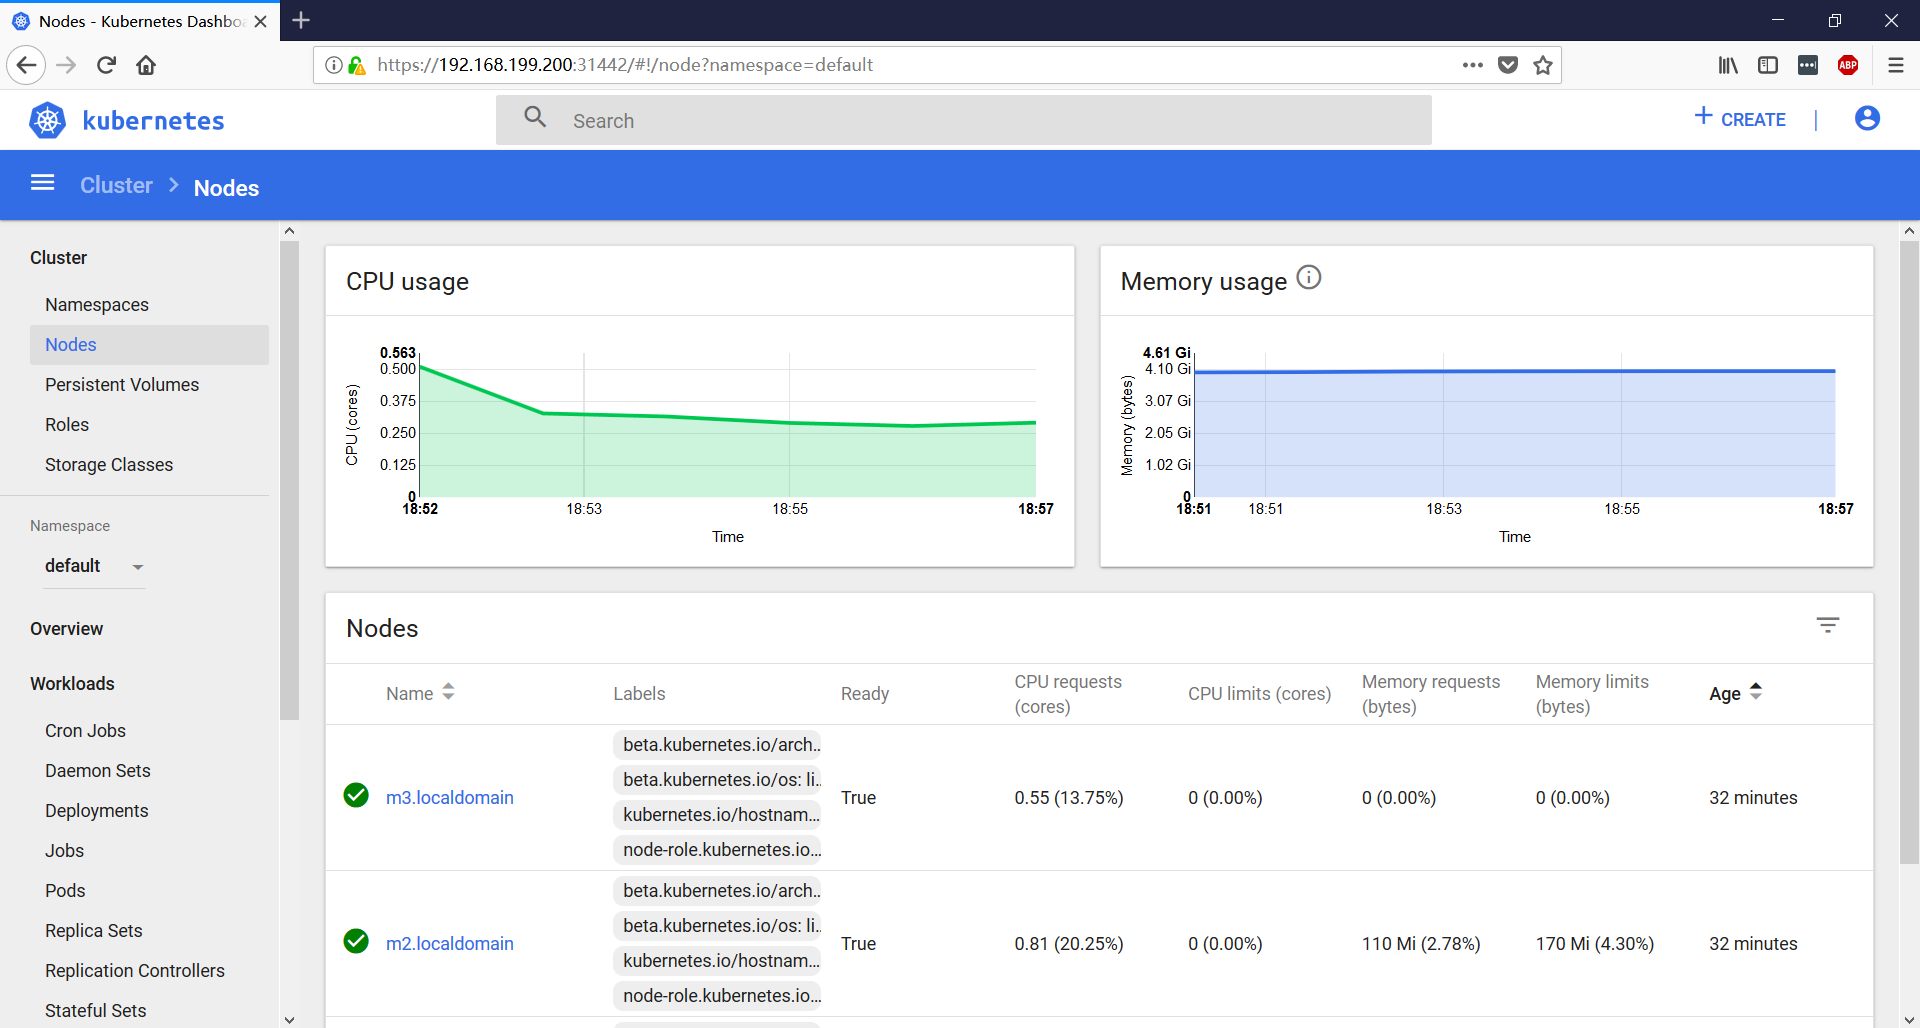 Nodes - Kubernetes Dashboa
https://192.168.199.200:31442/#!/node?namespace=default
ABP
kubernetes
Search
CREATE
Cluster
Nodes
Cluster
Namespaces
Nodes
Persistent Volumes
Roles
Storage Classes
Namespace
default
Overview
Workloads
Cron Jobs
Daemon Sets
Deployments
Jobs
Pods
Replica Sets
Replication Controllers
Stateful Sets
CPU usage
CPU (cores)
0.563
0.500
0.375
0.250
0.125
0
18:52 18:53 18:55 18:57
Time
Memory usage
Memory (bytes)
4.61 Gi
4.10 Gi
3.07 Gi
2.05 Gi
1.02 Gi
0
18:51 18:51 18:53 18:55 18:57
Time
Nodes
Name Labels Ready CPU requests (cores) CPU limits (cores) Memory requests (bytes) Memory limits (bytes) Age
beta.kubernetes.io/arch..
beta.kubernetes.io/os: li..
kubernetes.io/hostnam...
node-role.kubernetes.io...
m3.localdomain True 0.55 (13.75%) 0 (0.00%) 0 (0.00%) 0 (0.00%) 32 minutes
beta.kubernetes.io/arch..
beta.kubernetes.io/os: li..
kubernetes.io/hostnam...
node-role.kubernetes.io...
m2.localdomain True 0.81 (20.25%) 0 (0.00%) 110 Mi (2.78%) 170 Mi (4.30%) 32 minutes